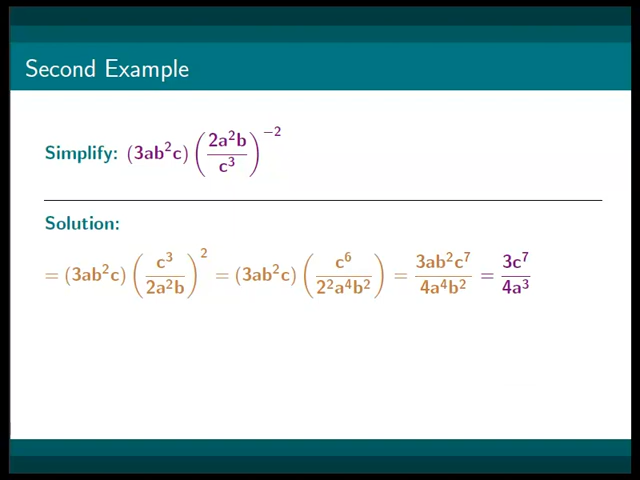 Second Example
Simplify: (3ab²c) (2a²b / c³)⁻²
Solution:
= (3ab²c) (c³ / 2a²b)² = (3ab²c) (c⁶ / 2²a⁴b²) = 3ab²c⁷ / 4a⁴b² = 3c⁷ / 4a³